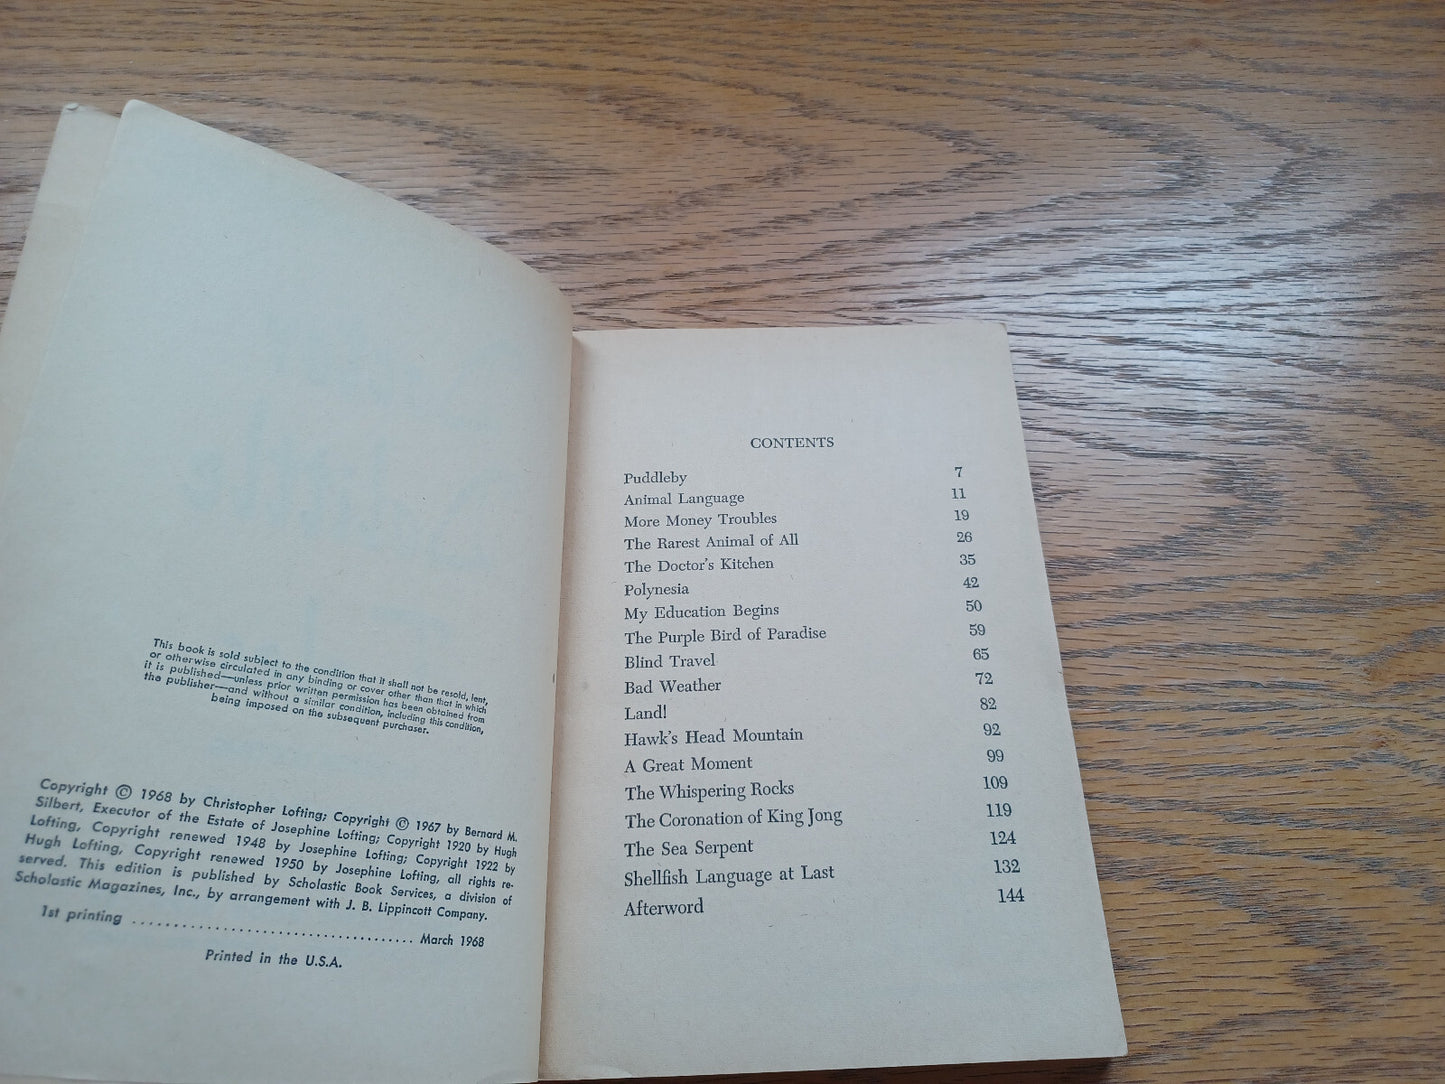 This book is sold subject to the condition that it shall not be resold, lent,
or otherwise circulated in any binding or cover other than that in which
it is published—unless prior written permission has been obtained from
the publisher—and without a similar condition, including this condition,
being imposed on the subsequent purchaser.
Copyright © 1968 by Christopher Lofting; Copyright © 1967 by Bernard M.
Silbert, Executor of the Estate of Josephine Lofting; Copyright 1920 by Hugh
Lofting, Copyright renewed 1948 by Josephine Lofting; Copyright 1922 by
Hugh Lofting, Copyright renewed 1950 by Josephine Lofting, all rights re-
served. This edition is published by Scholastic Book Services, a division of
Scholastic Magazines, Inc., by arrangement with J. B. Lippincott Company.
1st printing ..................................... March 1968
Printed in the U.S.A.
CONTENTS
Puddleby 7
Animal Language 11
More Money Troubles 19
The Rarest Animal of All 26
The Doctor's Kitchen 35
Polynesia 42
My Education Begins 50
The Purple Bird of Paradise 59
Blind Travel 65
Bad Weather 72
Land! 82
Hawk's Head Mountain 92
A Great Moment 99
The Whispering Rocks 109
The Coronation of King Jong 119
The Sea Serpent 124
Shellfish Language at Last 132
Afterword 144